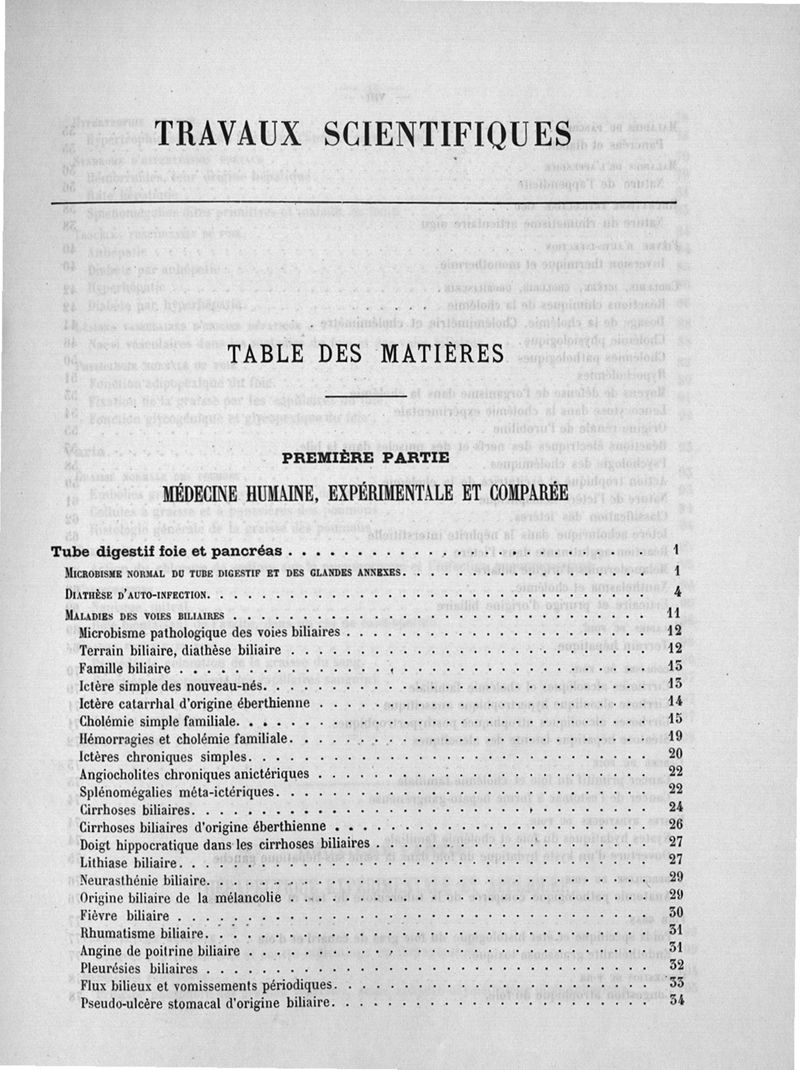 TRAVAUX SCIENTIFIQUES
TABLE DES MATIÈRES
PREMIÈRE PARTIE
MÉDECINE HUMAINE, EXPÉRIMENTALE ET COMPARÉE
Tube digestif foie et pancréas . . . . . . . . . . . . . . . . . . . . . . . . 1
MICROBISME NORMAL DU TUBE DIGESTIF ET DES GLANDES ANNEXES. . . . . . . . . . . . . . . . 1
DIATHÈSE D'AUTO-INFECTION. . . . . . . . . . . . . . . . . . . . . . . . . . . . 4
MALADIES DES VOIES BILIAIRES . . . . . . . . . . . . . . . . . . . . . . . . . . . 11
Microbisme pathologique des voies biliaires . . . . . . . . . . . . . . . . . . . 12
Terrain biliaire, diathèse biliaire . . . . . . . . . . . . . . . . . . . . . . . 12
Famille biliaire . . . . . . . . . . . . . . . . . . . . . . . . . . . . . . 13
Ictère simple des nouveau-nés. . . . . . . . . . . . . . . . . . . . . . . . 13
Ictère catarrhal d'origine éberthienne . . . . . . . . . . . . . . . . . . . . . 14
Cholémie simple familiale. . . . . . . . . . . . . . . . . . . . . . . . . . 15
Hémorragies et cholémie familiale. . . . . . . . . . . . . . . . . . . . . . . 19
Ictères chroniques simples. . . . . . . . . . . . . . . . . . . . . . . . . . 20
Angiocholites chroniques anictériques . . . . . . . . . . . . . . . . . . . . . 22
Splénomégalies méta-ictériques. . . . . . . . . . . . . . . . . . . . . . . . 22
Cirrhoses biliaires. . . . . . . . . . . . . . . . . . . . . . . . . . . . . 24
Cirrhoses biliaires d'origine éberthienne . . . . . . . . . . . . . . . . . . . . 26
Doigt hippocratique dans les cirrhoses biliaires . . . . . . . . . . . . . . . . . 27
Lithiase biliaire. . . . . . . . . . . . . . . . . . . . . . . . . . . . . . 27
Neurasthénie biliaire. . . . . . . . . . . . . . . . . . . . . . . . . . . . 29
Origine biliaire de la mélancolie . . . . . . . . . . . . . . . . . . . . . . . 29
Fièvre biliaire . . . . . . . . . . . . . . . . . . . . . . . . . . . . . . 30
Rhumatisme biliaire. . . . . . . . . . . . . . . . . . . . . . . . . . . . 31
Angine de poitrine biliaire . . . . . . . . . . . . . . . . . . . . . . . . . 31
Pleurésies biliaires . . . . . . . . . . . . . . . . . . . . . . . . . . . . 32
Flux bilieux et vomissements périodiques. . . . . . . . . . . . . . . . . . . . 33
Pseudo-ulcère stomacal d'origine biliaire. . . . . . . . . . . . . . . . . . . . 34